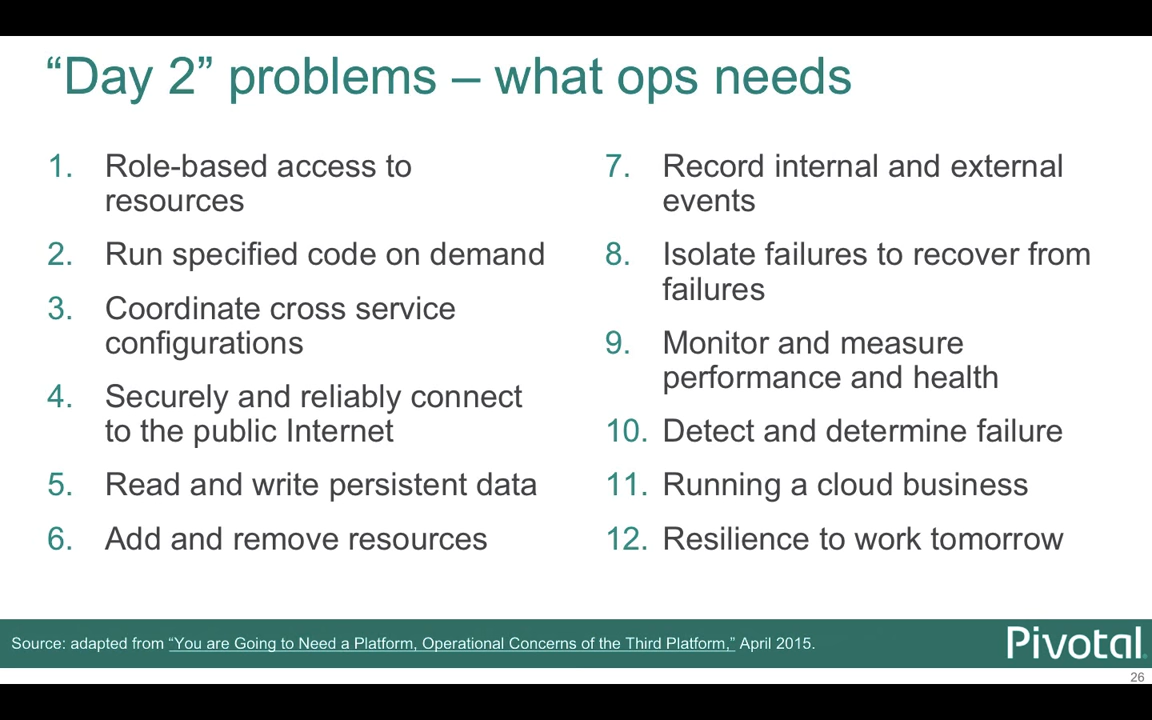 “Day 2” problems – what ops needs
1. Role-based access to
resources
2. Run specified code on demand
3. Coordinate cross service
configurations
4. Securely and reliably connect
to the public Internet
5. Read and write persistent data
6. Add and remove resources
7. Record internal and external
events
8. Isolate failures to recover from
failures
9. Monitor and measure
performance and health
10. Detect and determine failure
11. Running a cloud business
12. Resilience to work tomorrow
Source: adapted from “You are Going to Need a Platform, Operational Concerns of the Third Platform,” April 2015.
Pivotal
26